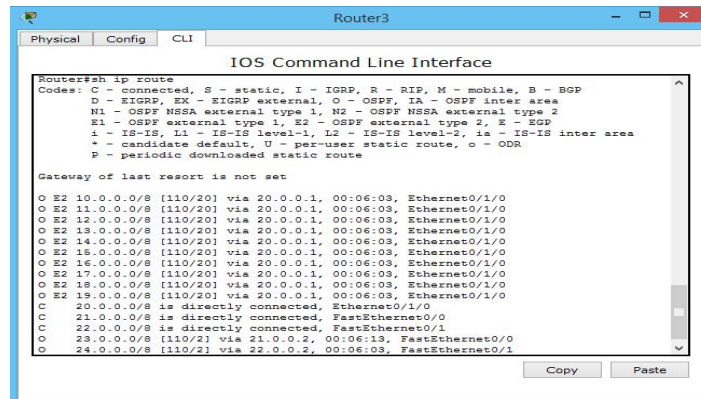 Router3
Physical Config CLI
IOS Command Line Interface
Router#sh ip route
Codes: C - connected, S - static, I - IGRP, R - RIP, M - mobile, B - BGP
D - EIGRP, EX - EIGRP external, O - OSPF, IA - OSPF inter area
N1 - OSPF NSSA external type 1, N2 - OSPF NSSA external type 2
E1 - OSPF external type 1, E2 - OSPF external type 2, E - EGP
i - IS-IS, L1 - IS-IS level-1, L2 - IS-IS level-2, ia - IS-IS inter area
* - candidate default, U - per-user static route, o - ODR
P - periodic downloaded static route
Gateway of last resort is not set
O E2 10.0.0.0/8 [110/20] via 20.0.0.1, 00:06:03, Ethernet0/1/0
O E2 11.0.0.0/8 [110/20] via 20.0.0.1, 00:06:03, Ethernet0/1/0
O E2 12.0.0.0/8 [110/20] via 20.0.0.1, 00:06:03, Ethernet0/1/0
O E2 13.0.0.0/8 [110/20] via 20.0.0.1, 00:06:03, Ethernet0/1/0
O E2 14.0.0.0/8 [110/20] via 20.0.0.1, 00:06:03, Ethernet0/1/0
O E2 15.0.0.0/8 [110/20] via 20.0.0.1, 00:06:03, Ethernet0/1/0
O E2 16.0.0.0/8 [110/20] via 20.0.0.1, 00:06:03, Ethernet0/1/0
O E2 17.0.0.0/8 [110/20] via 20.0.0.1, 00:06:03, Ethernet0/1/0
O E2 18.0.0.0/8 [110/20] via 20.0.0.1, 00:06:03, Ethernet0/1/0
O E2 19.0.0.0/8 [110/20] via 20.0.0.1, 00:06:03, Ethernet0/1/0
C 20.0.0.0/8 is directly connected, Ethernet0/1/0
C 21.0.0.0/8 is directly connected, FastEthernet0/0
C 22.0.0.0/8 is directly connected, FastEthernet0/1
O 23.0.0.0/8 [110/2] via 21.0.0.2, 00:06:13, FastEthernet0/0
O 24.0.0.0/8 [110/2] via 22.0.0.2, 00:06:03, FastEthernet0/1
Copy Paste